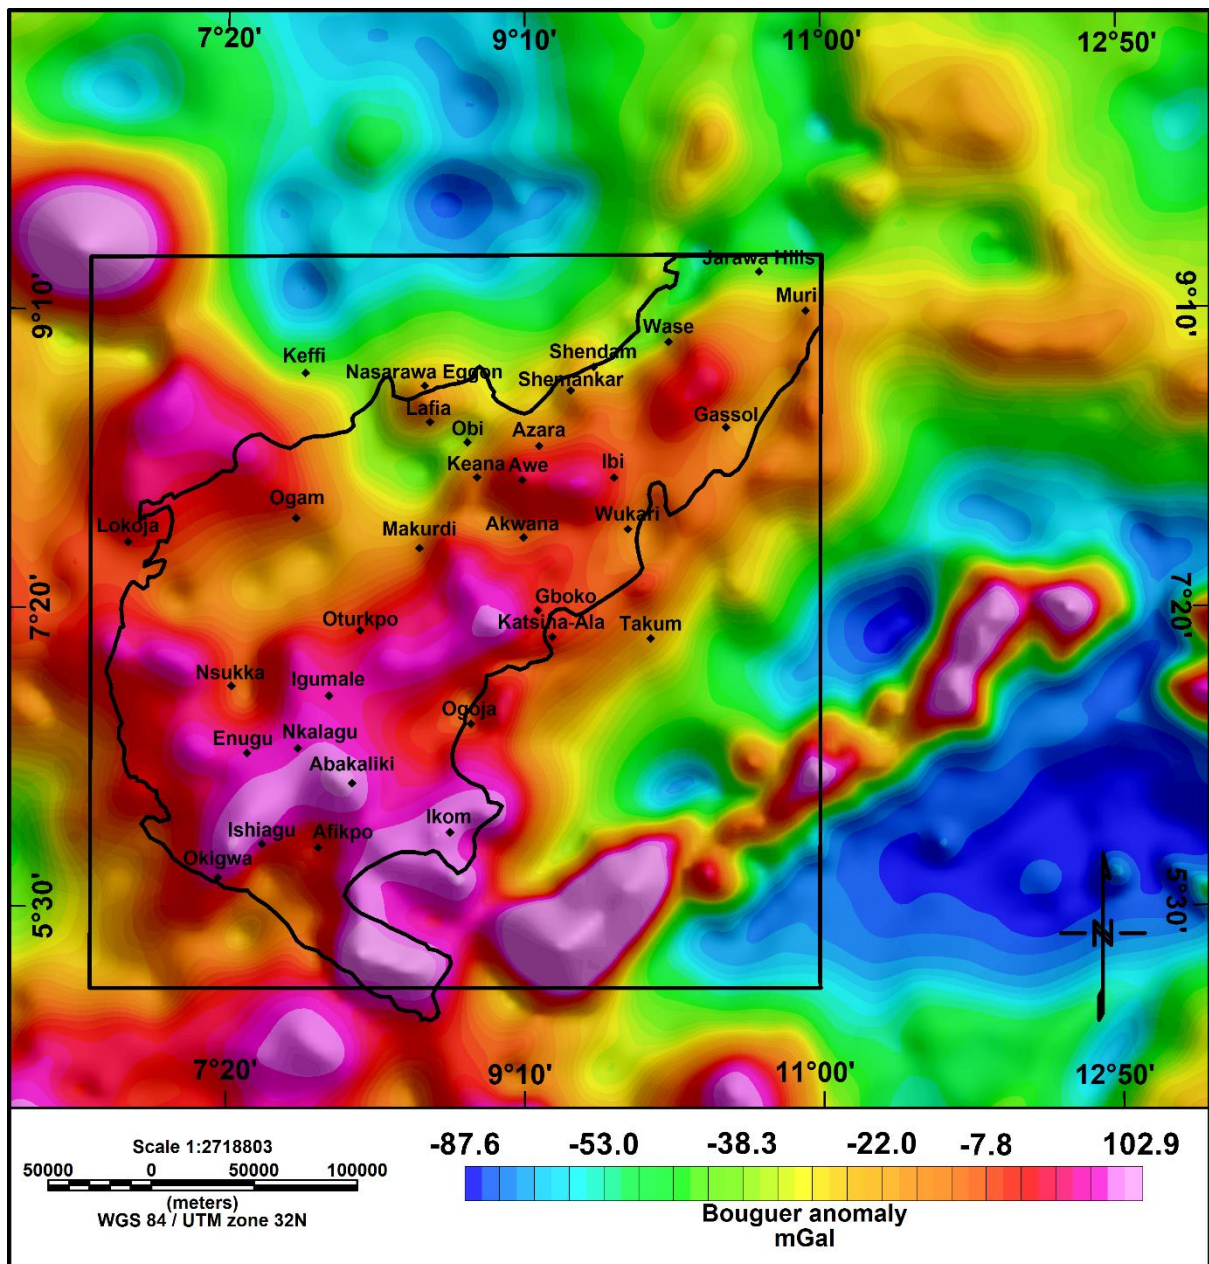 7°20' 9°10' 11°00' 12°50'
Jarawa Hills
9°10' Muri 9°10'
Wase
Keffi Shendam
Nasarawa Eggon Shemankar
Lafia Gassol
Obi Azara
Keana Awe Ibi
Ogam
Lokoja Makurdi Akwana Wukari
7°20' Gboko 7°20'
Oturkpo Katsina-Ala Takum
Nsukka Igumale
Ogoja
Enugu Nkalagu
Abakaliki
Ishiagu Afikpo Ikom
Okigwa
5°30' 5°30'
N
7°20' 9°10' 11°00' 12°50'
Scale 1:2718803
50000 0 50000 100000
(meters)
WGS 84 / UTM zone 32N
-87.6 -53.0 -38.3 -22.0 -7.8 102.9
Bouguer anomaly
mGal